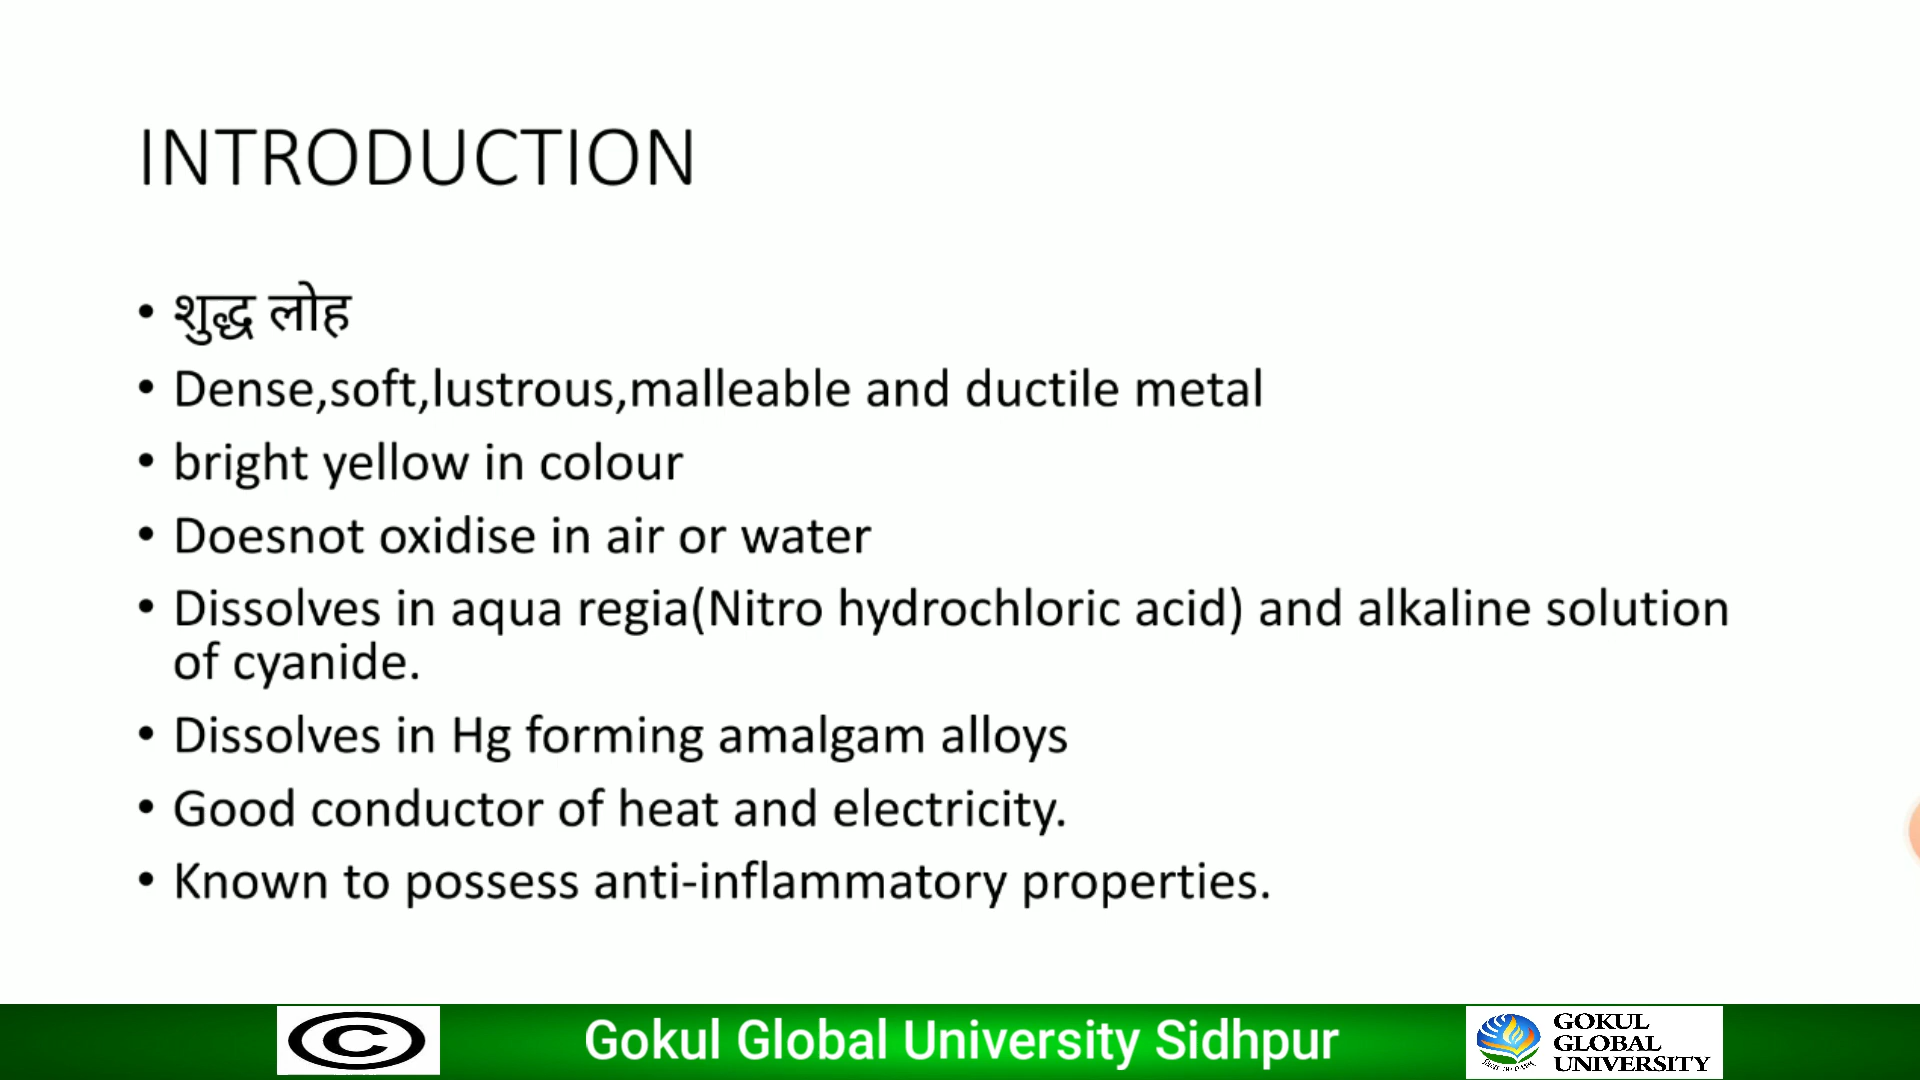 INTRODUCTION
• शुद्ध लोह
• Dense,soft,lustrous,malleable and ductile metal
• bright yellow in colour
• Doesnot oxidise in air or water
• Dissolves in aqua regia(Nitro hydrochloric acid) and alkaline solution
of cyanide.
• Dissolves in Hg forming amalgam alloys
• Good conductor of heat and electricity.
• Known to possess anti-inflammatory properties.
©
Gokul Global University Sidhpur
GOKUL
GLOBAL
UNIVERSITY